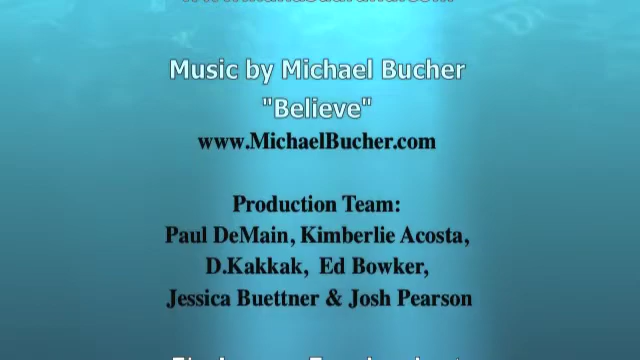 Music by Michael Bucher
"Believe"
www.MichaelBucher.com
Production Team:
Paul DeMain, Kimberlie Acosta,
D.Kakkak, Ed Bowker,
Jessica Buettner & Josh Pearson